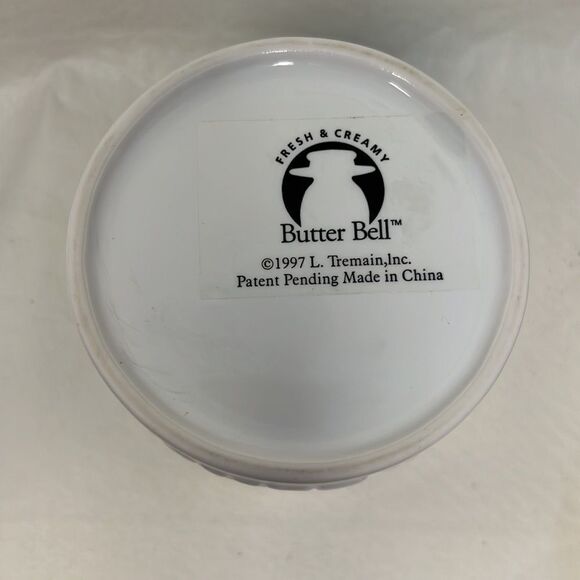 FRESH & CREAMY
Butter Bell™
©1997 L. Tremain,Inc.
Patent Pending Made in China